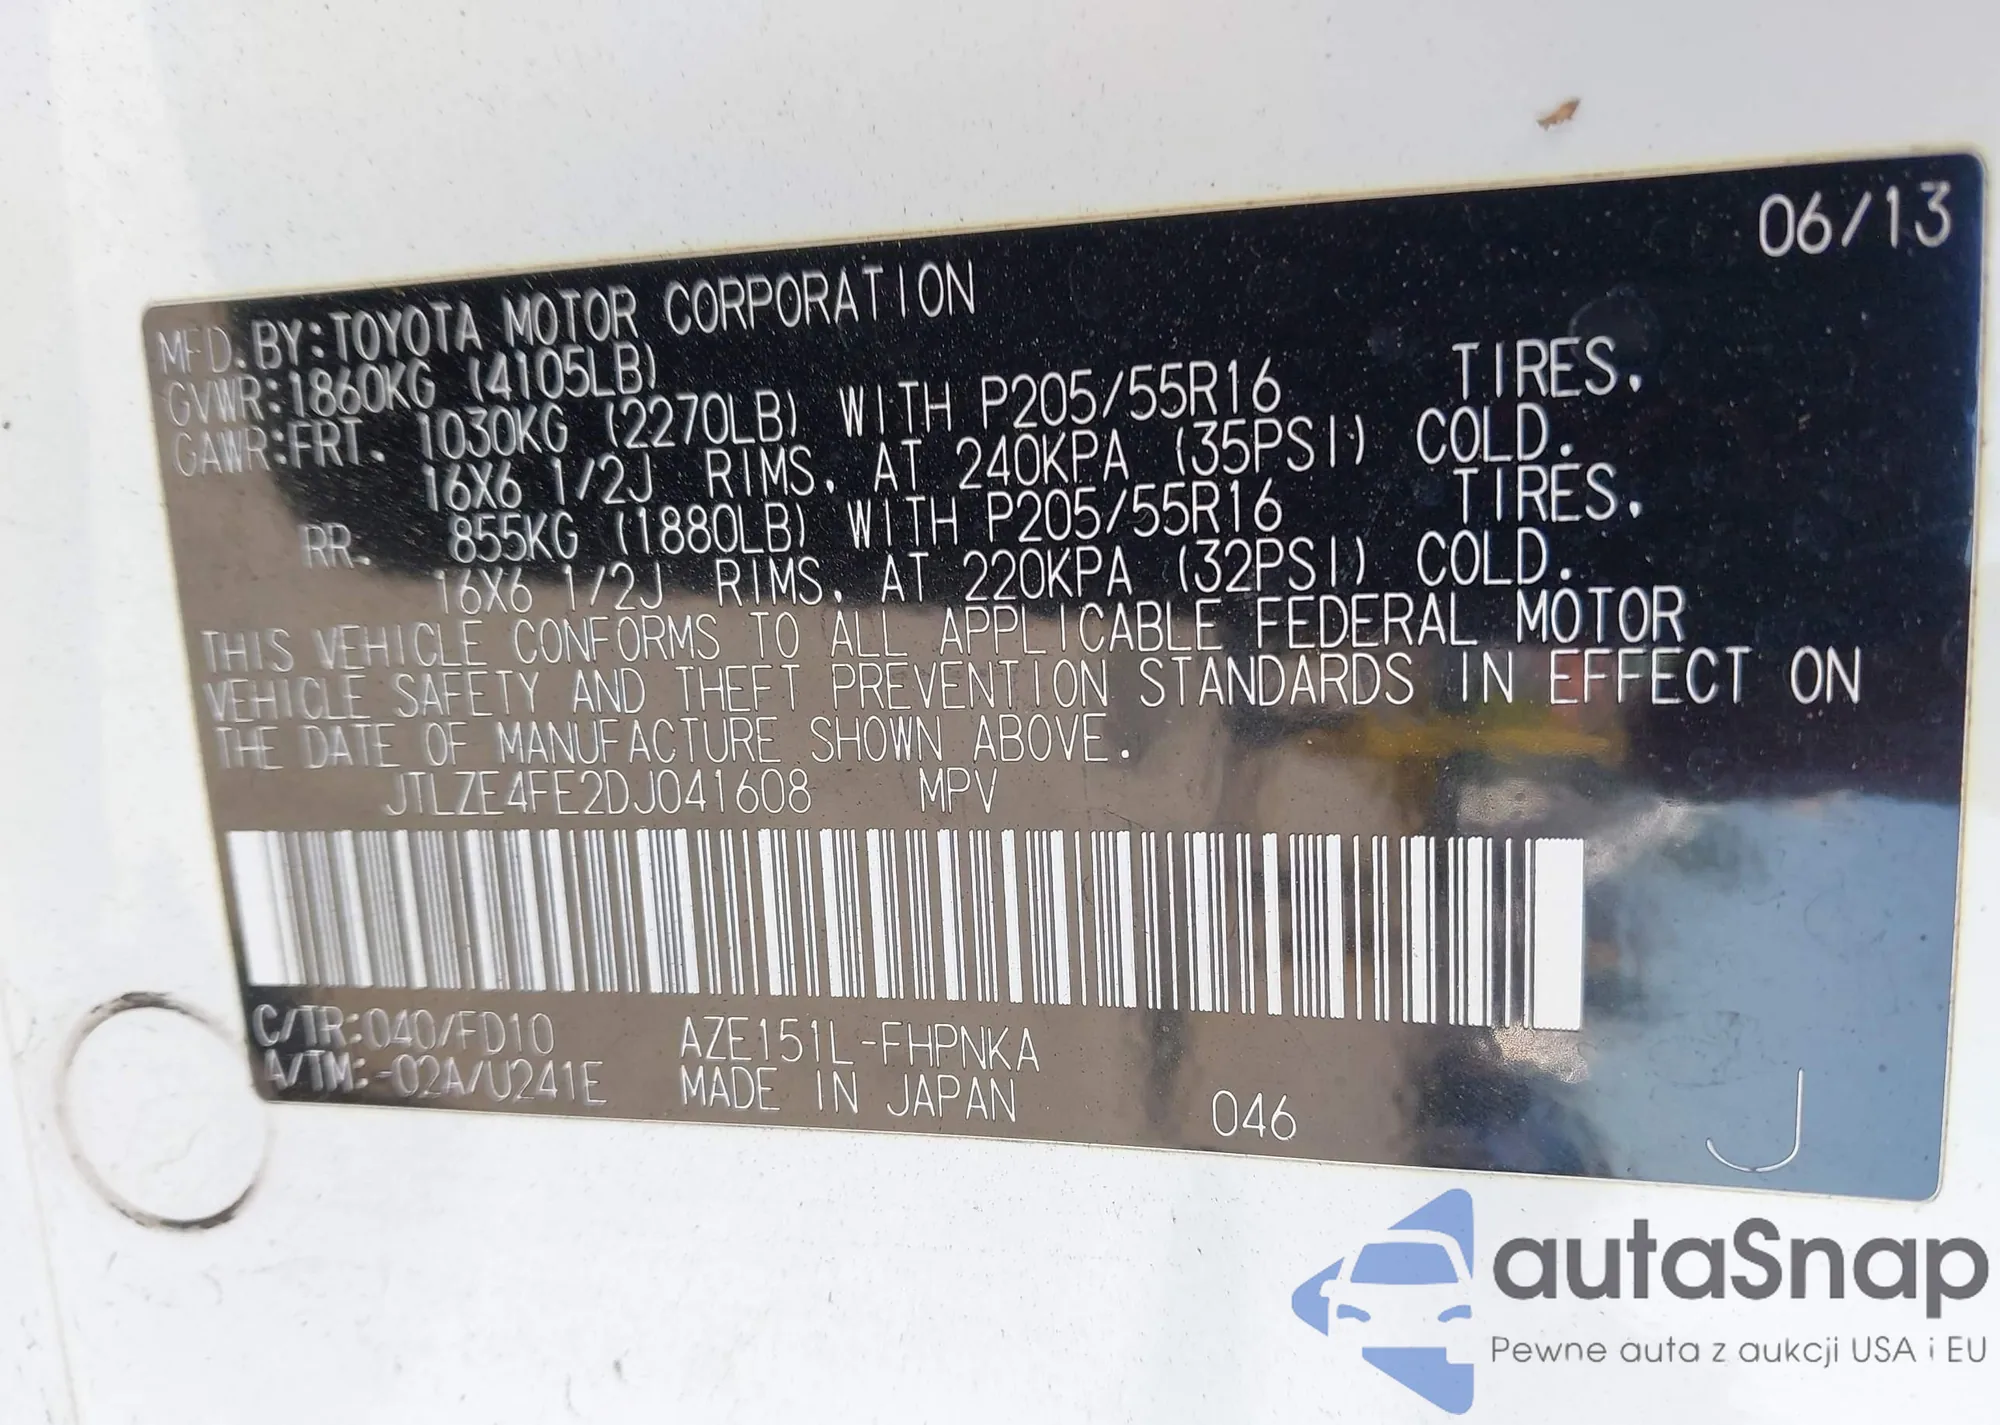 06/13
MFD. BY: TOYOTA MOTOR CORPORATION
GVWR: 1860KG (4105LB)
GAWR: FRT. 1030KG (2270LB) WITH P205/55R16 TIRES,
16X6 1/2J RIMS, AT 240KPA (35PSI) COLD.
RR. 855KG (1880LB) WITH P205/55R16 TIRES,
16X6 1/2J RIMS, AT 220KPA (32PSI) COLD.
THIS VEHICLE CONFORMS TO ALL APPLICABLE FEDERAL MOTOR
VEHICLE SAFETY AND THEFT PREVENTION STANDARDS IN EFFECT ON
THE DATE OF MANUFACTURE SHOWN ABOVE.
JTLZE4FE2DJ041608 MPV
C/TR: 040/FD10 AZE151L-FHPNKA
A/TM: -02A/U241E MADE IN JAPAN 046 J
autaSnap
Pewne auta z aukcji USA i EU